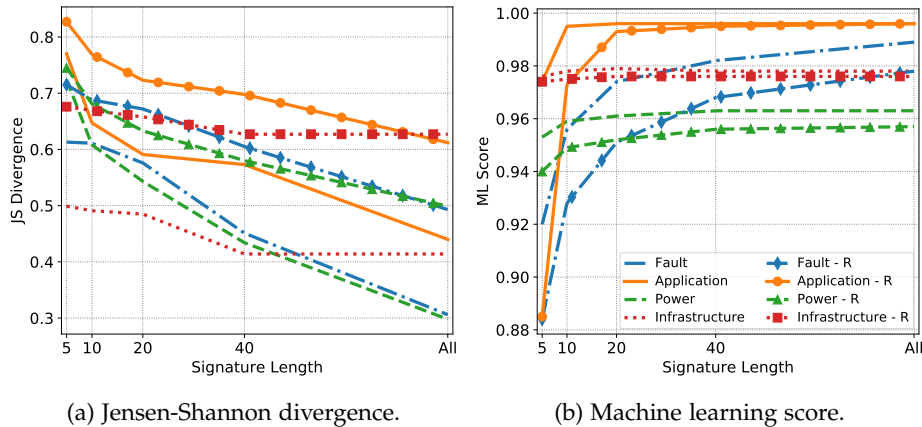 0.8
0.7
0.6
0.5
0.4
0.3
JS Divergence
5 10 20 40 All
Signature Length
(a) Jensen-Shannon divergence.
1.00
0.98
0.96
0.94
0.92
0.90
0.88
ML Score
Fault
Application
Power
Infrastructure
Fault - R
Application - R
Power - R
Infrastructure - R
5 10 20 40 All
Signature Length
(b) Machine learning score.